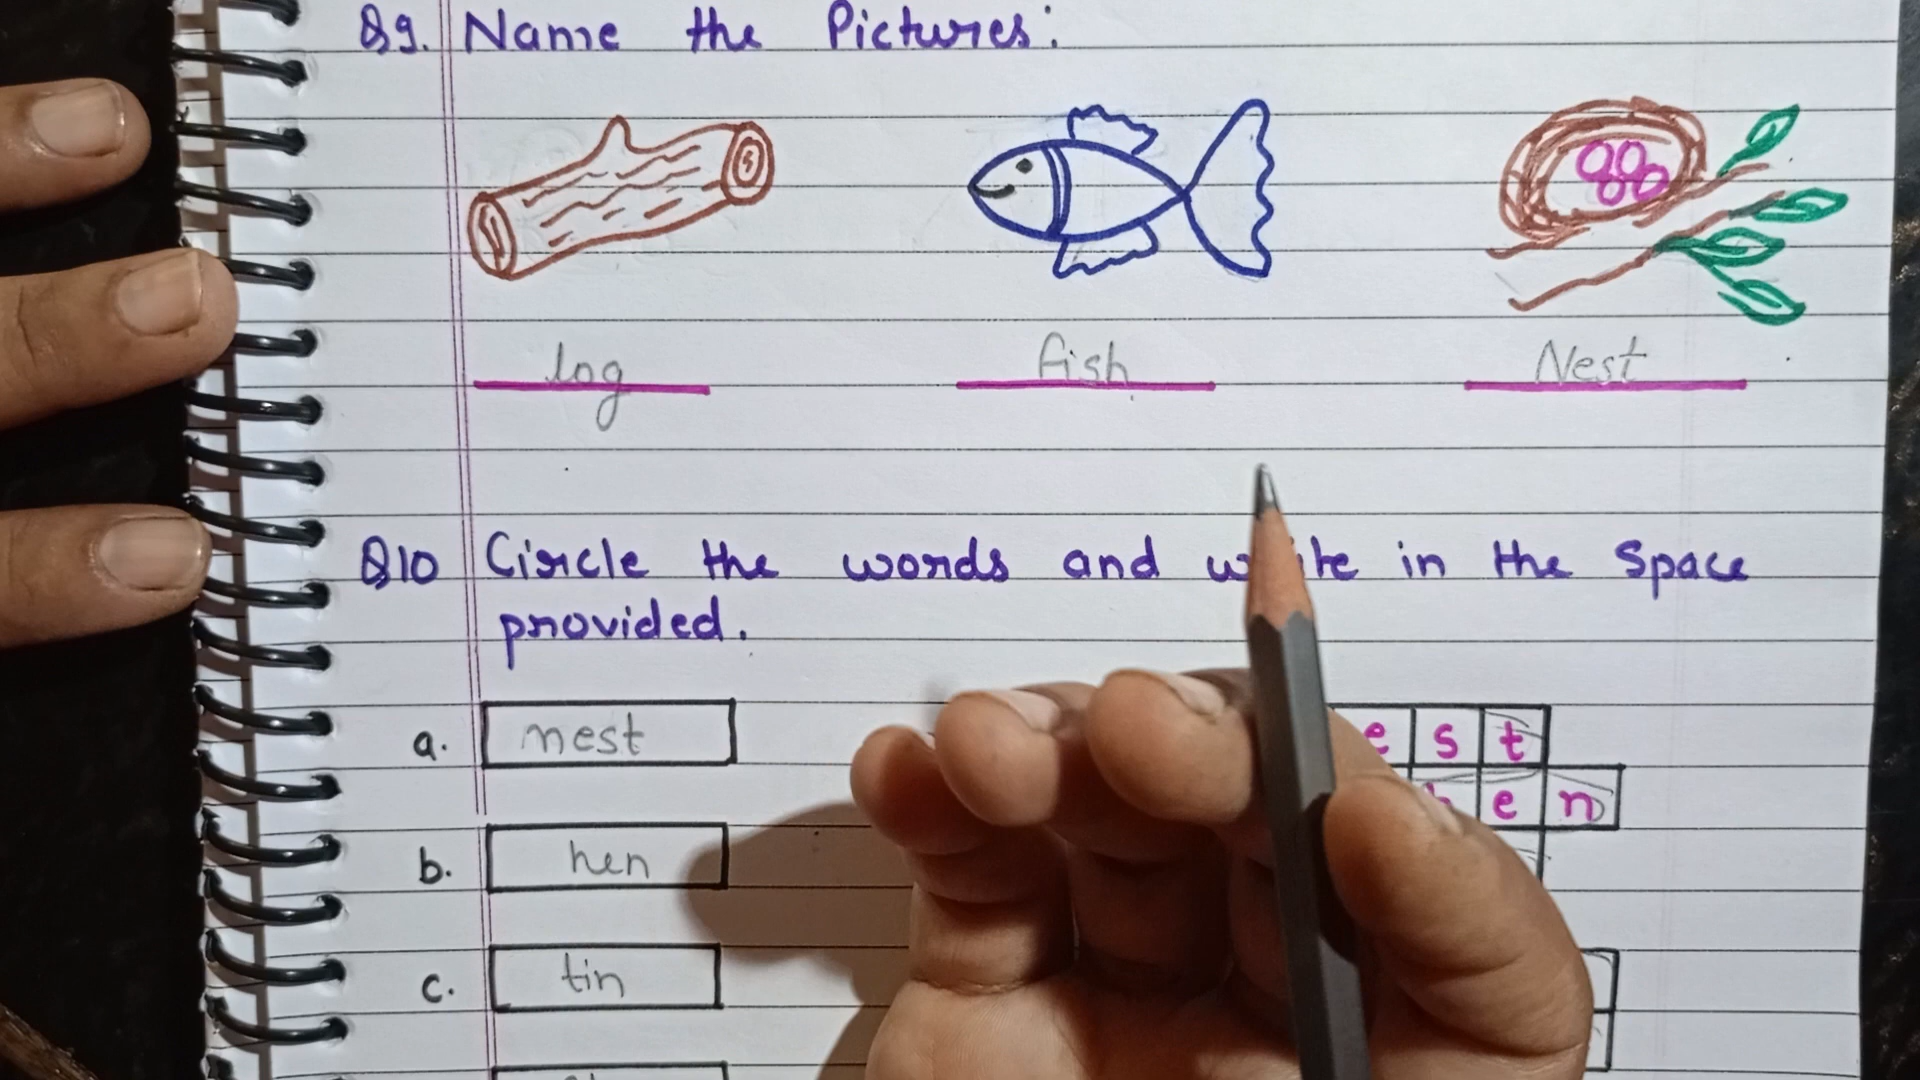 Q9. Name the Pictures:
log fish Nest
Q10 Circle the words and write in the space
provided.
a. nest e s t
h e n
b. hen
c. tin